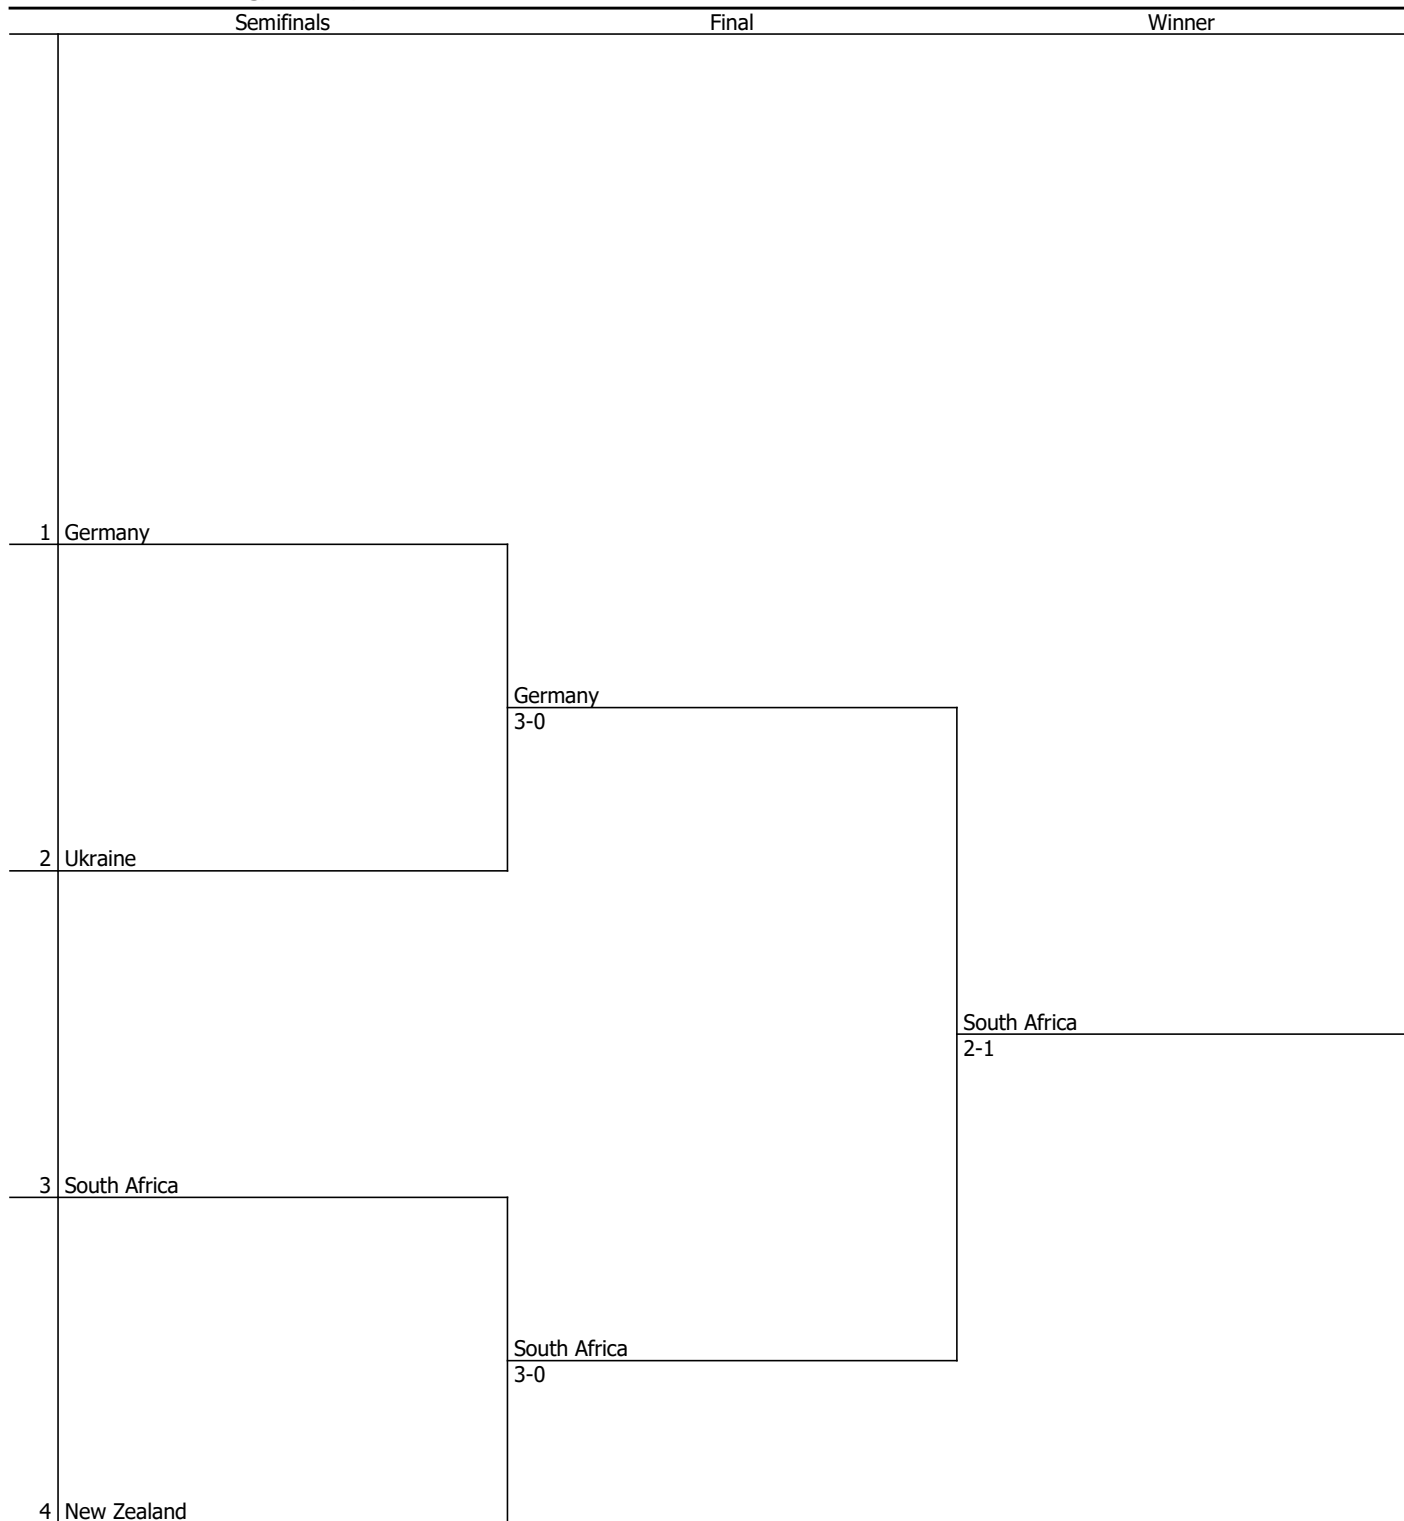 Semifinals Final Winner
1 Germany
Germany
3-0
2 Ukraine
South Africa
2-1
3 South Africa
South Africa
3-0
4 New Zealand